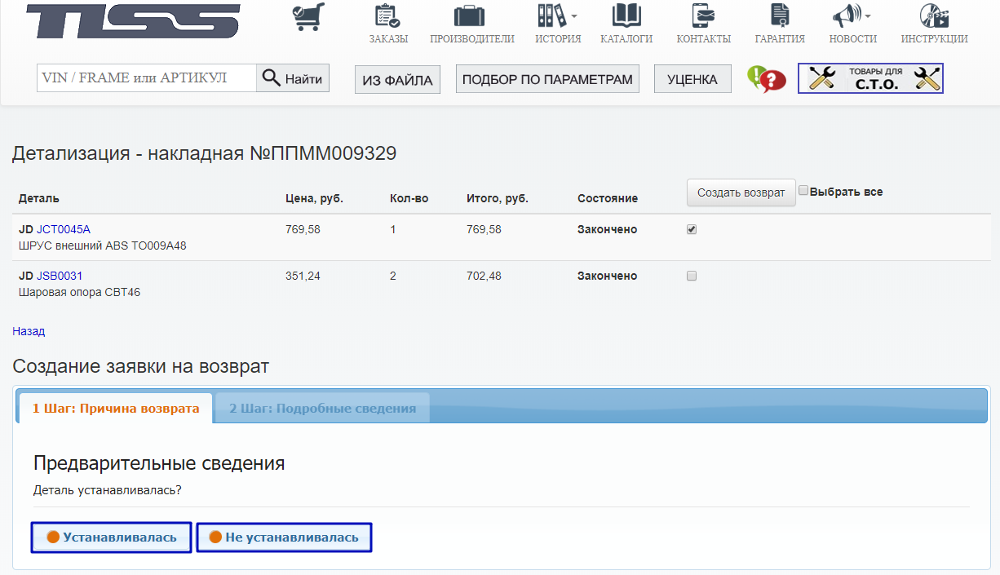 TISS
ЗАКАЗЫ ПРОИЗВОДИТЕЛИ ИСТОРИЯ КАТАЛОГИ КОНТАКТЫ ГАРАНТИЯ НОВОСТИ ИНСТРУКЦИИ
VIN / FRAME или АРТИКУЛ Найти ИЗ ФАЙЛА ПОДБОР ПО ПАРАМЕТРАМ УЦЕНКА ! ? ТОВАРЫ ДЛЯ
С.Т.О.
Детализация - накладная №ППММ009329
Деталь Цена, руб. Кол-во Итого, руб. Состояние Создать возврат Выбрать все
JD JCT0045A 769,58 1 769,58 Закончено
ШРУС внешний ABS TO009A48
JD JSB0031 351,24 2 702,48 Закончено
Шаровая опора CBT46
Назад
Создание заявки на возврат
1 Шаг: Причина возврата 2 Шаг: Подробные сведения
Предварительные сведения
Деталь устанавливалась?
Устанавливалась Не устанавливалась